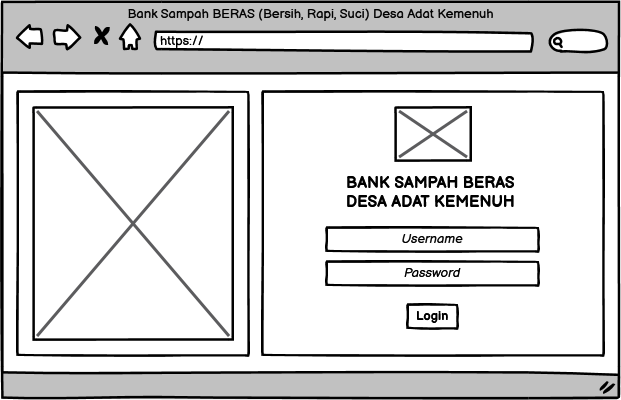 Bank Sampah BERAS (Bersih, Rapi, Suci) Desa Adat Kemenuh
https://
BANK SAMPAH BERAS
DESA ADAT KEMENUH
Username
Password
Login